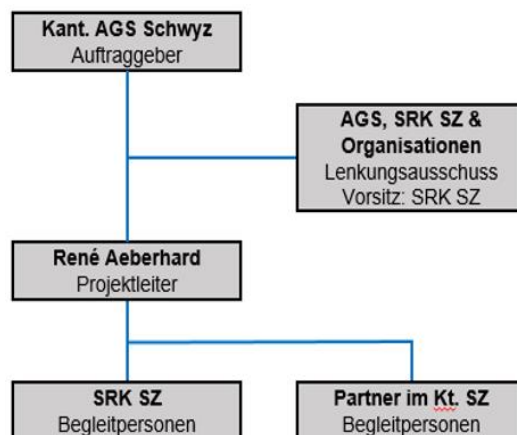 Kant. AGS Schwyz
Auftraggeber
AGS, SRK SZ &
Organisationen
Lenkungsausschuss
Vorsitz: SRK SZ
René Aeberhard
Projektleiter
SRK SZ
Begleitpersonen
Partner im Kt. SZ
Begleitpersonen